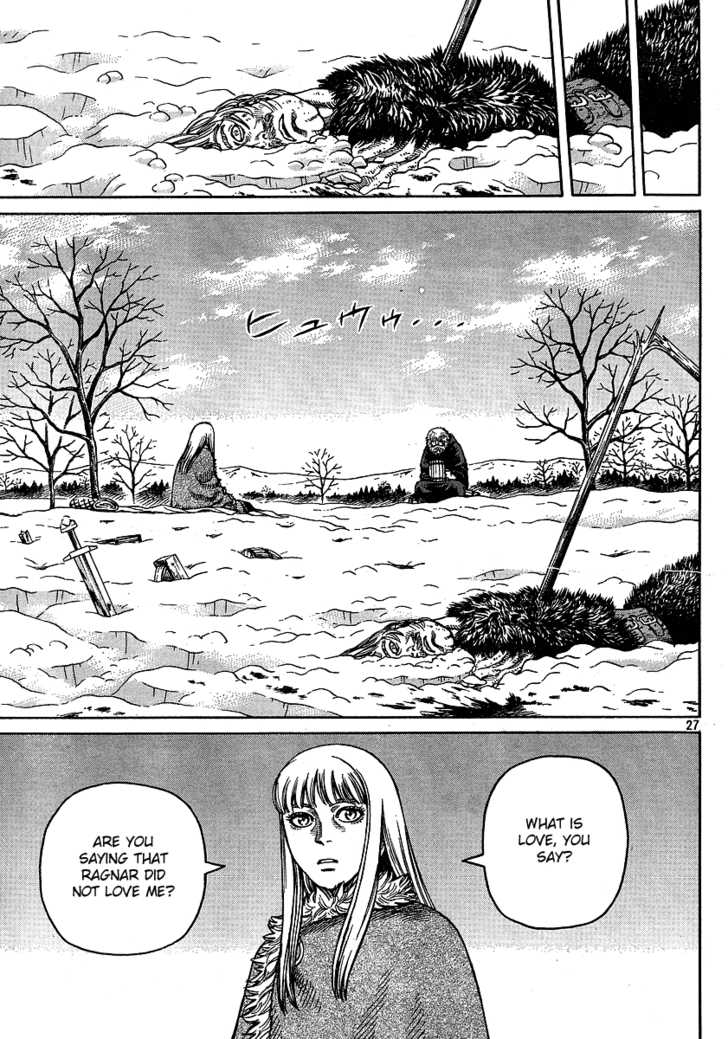 ヒュウゥ...
27
WHAT IS
LOVE, YOU
SAY?
ARE YOU
SAYING THAT
RAGNAR DID
NOT LOVE ME?